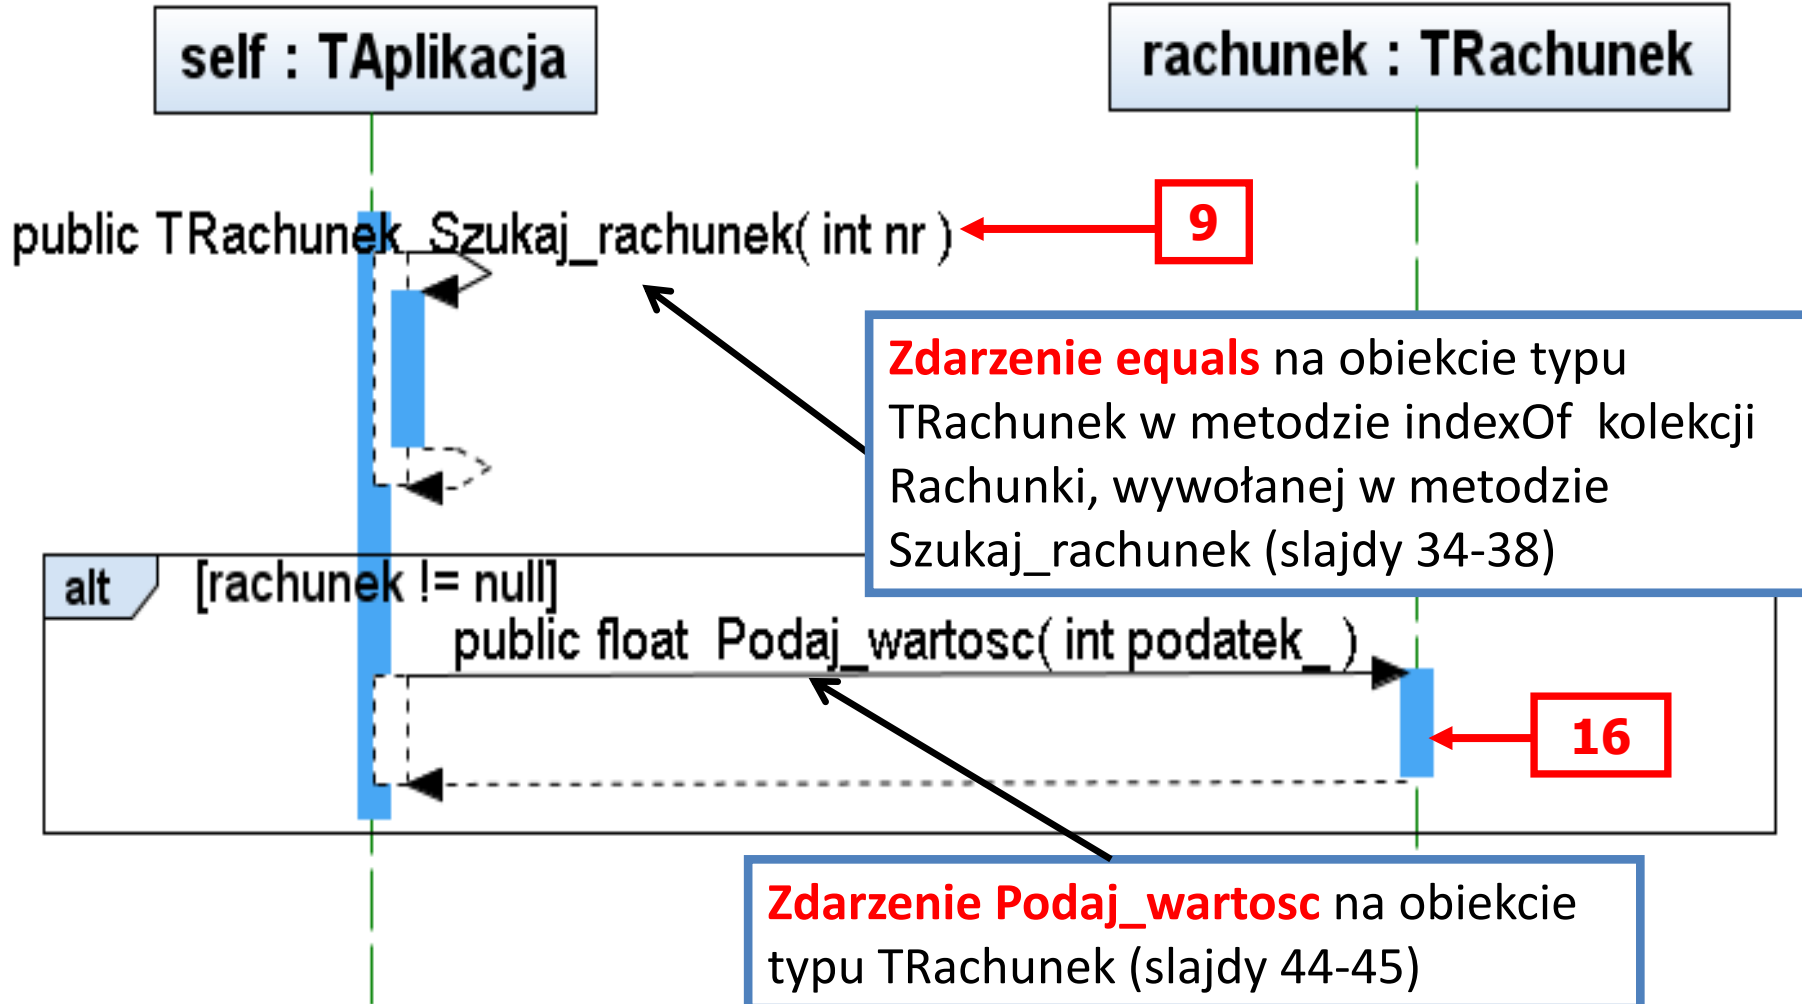 self : TAplikacja
rachunek : TRachunek
public TRachunek Szukaj_rachunek( int nr )
9
Zdarzenie equals na obiekcie typu
TRachunek w metodzie indexOf kolekcji
Rachunki, wywołanej w metodzie
Szukaj_rachunek (slajdy 34-38)
alt
[rachunek != null]
public float Podaj_wartosc( int podatek_ )
16
Zdarzenie Podaj_wartosc na obiekcie
typu TRachunek (slajdy 44-45)